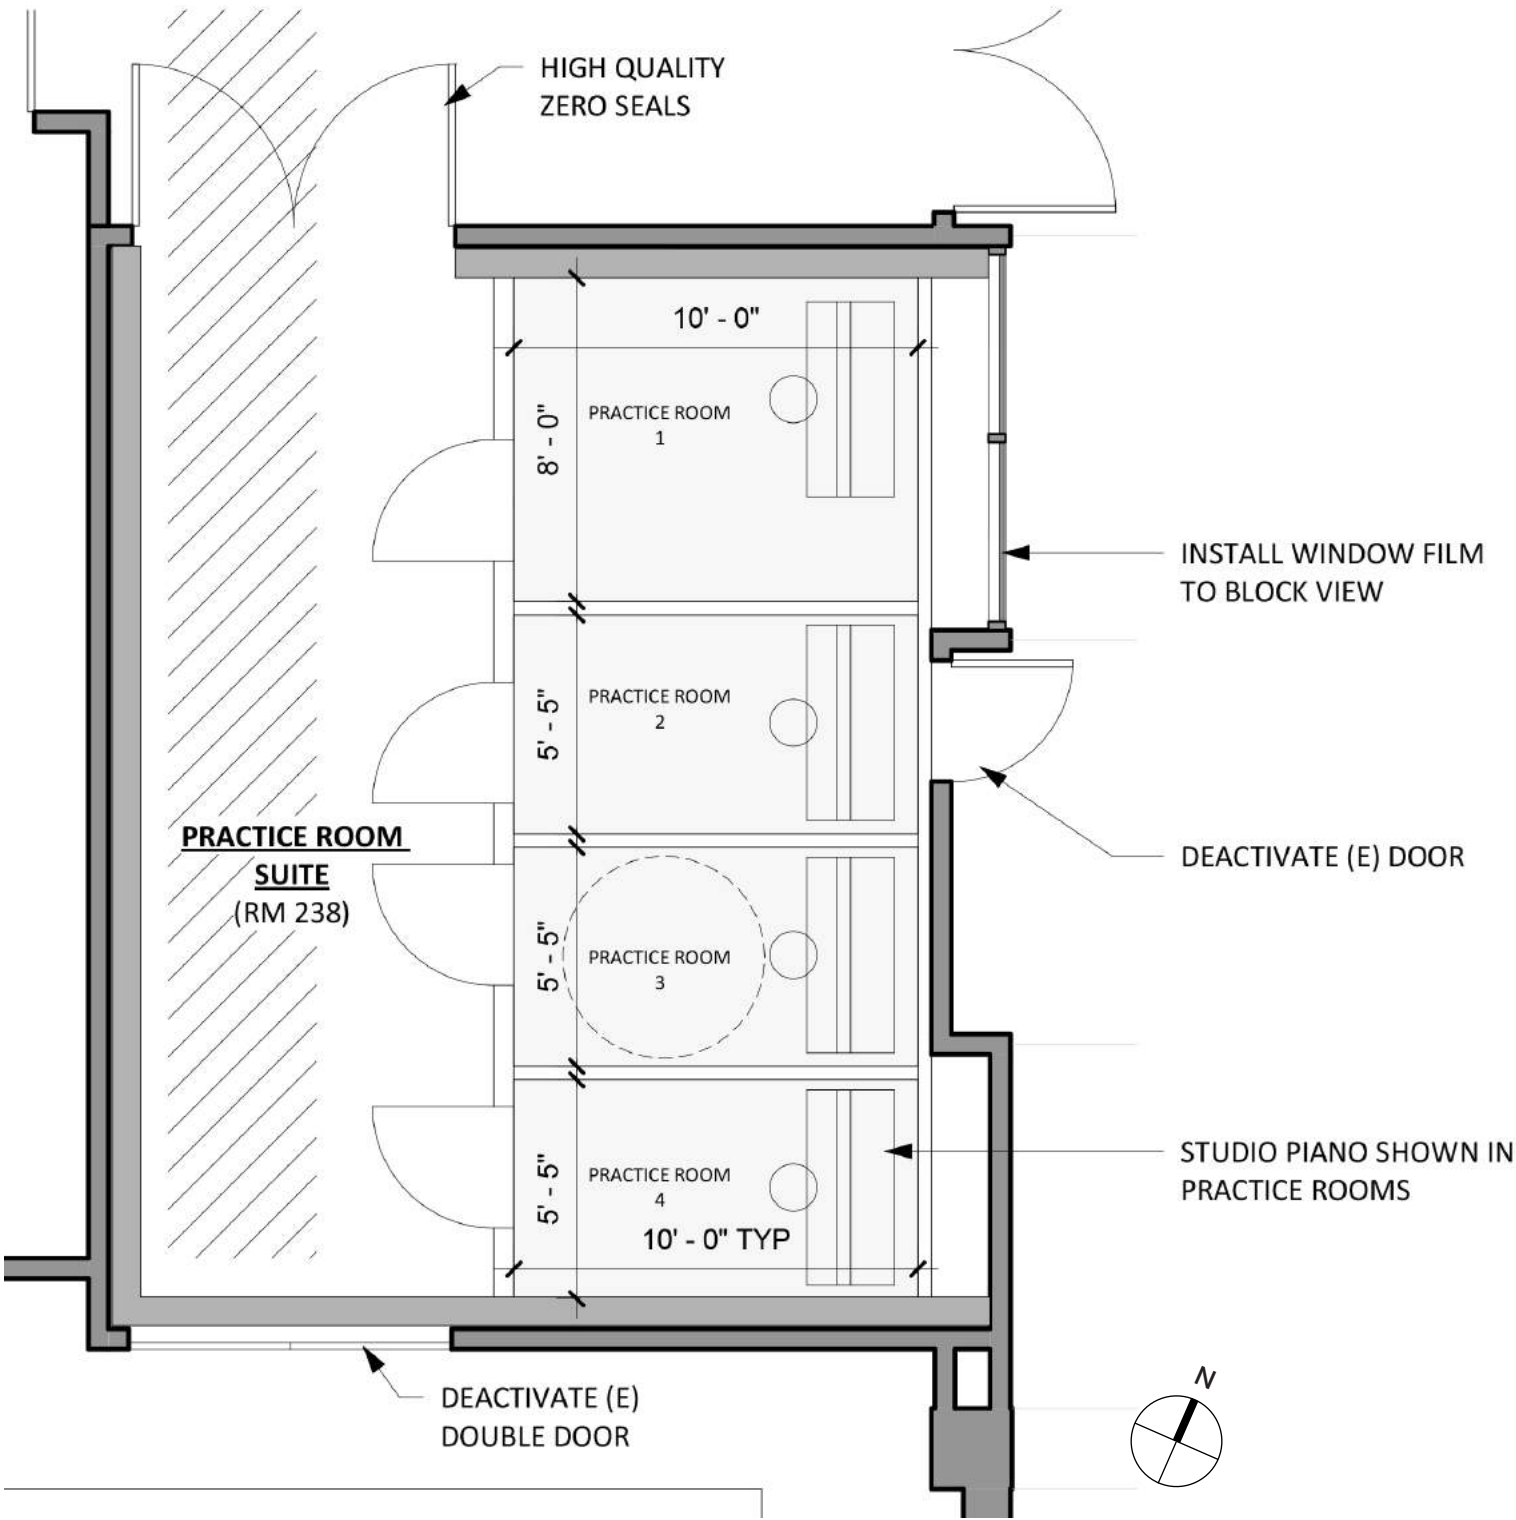 HIGH QUALITY
ZERO SEALS
10' - 0"
8' - 0"
PRACTICE ROOM
1
INSTALL WINDOW FILM
TO BLOCK VIEW
5' - 5"
PRACTICE ROOM
2
DEACTIVATE (E) DOOR
PRACTICE ROOM
SUITE
(RM 238)
5' - 5"
PRACTICE ROOM
3
5' - 5"
PRACTICE ROOM
4
10' - 0" TYP
STUDIO PIANO SHOWN IN
PRACTICE ROOMS
DEACTIVATE (E)
DOUBLE DOOR
N